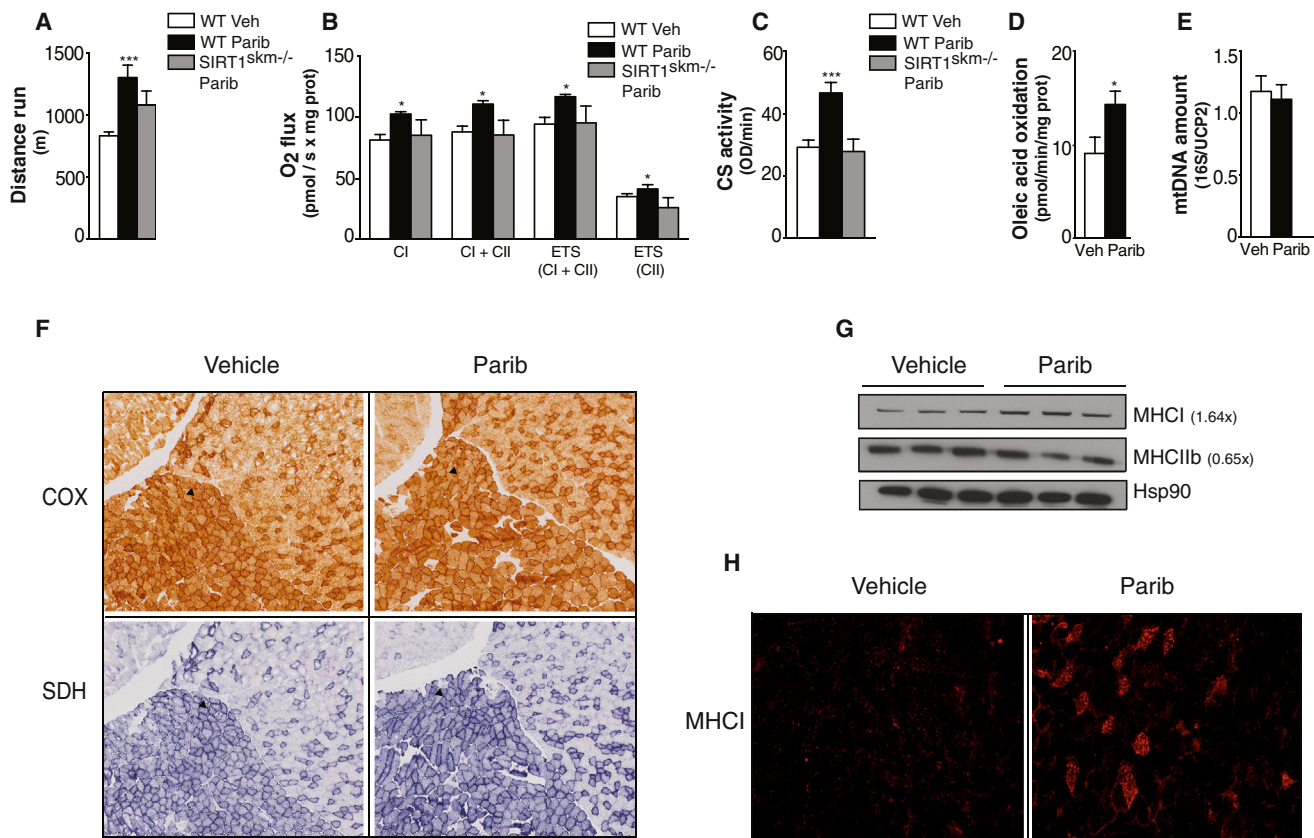 A
WT Veh
WT Parib
SIRT1skm-/-
Parib
Distance run
(m)
1500
1000
500
0
***
B
WT Veh
WT Parib
SIRT1skm-/-
Parib
O2 flux
(pmol / s x mg prot)
150
100
50
0
*
*
*
*
CI
CI + CII
ETS
(CI + CII)
ETS
(CII)
C
WT Veh
WT Parib
SIRT1skm-/-
Parib
CS activity
(OD/min)
60
40
20
0
***
D
Oleic acid oxidation
(pmol/min/mg prot)
20
10
0
*
Veh Parib
E
mtDNA amount
(16S/UCP2)
1.5
1.0
0.5
0
Veh Parib
F
Vehicle
Parib
COX
SDH
G
Vehicle
Parib
MHCI (1.64x)
MHCIIb (0.65x)
Hsp90
H
Vehicle
Parib
MHCI